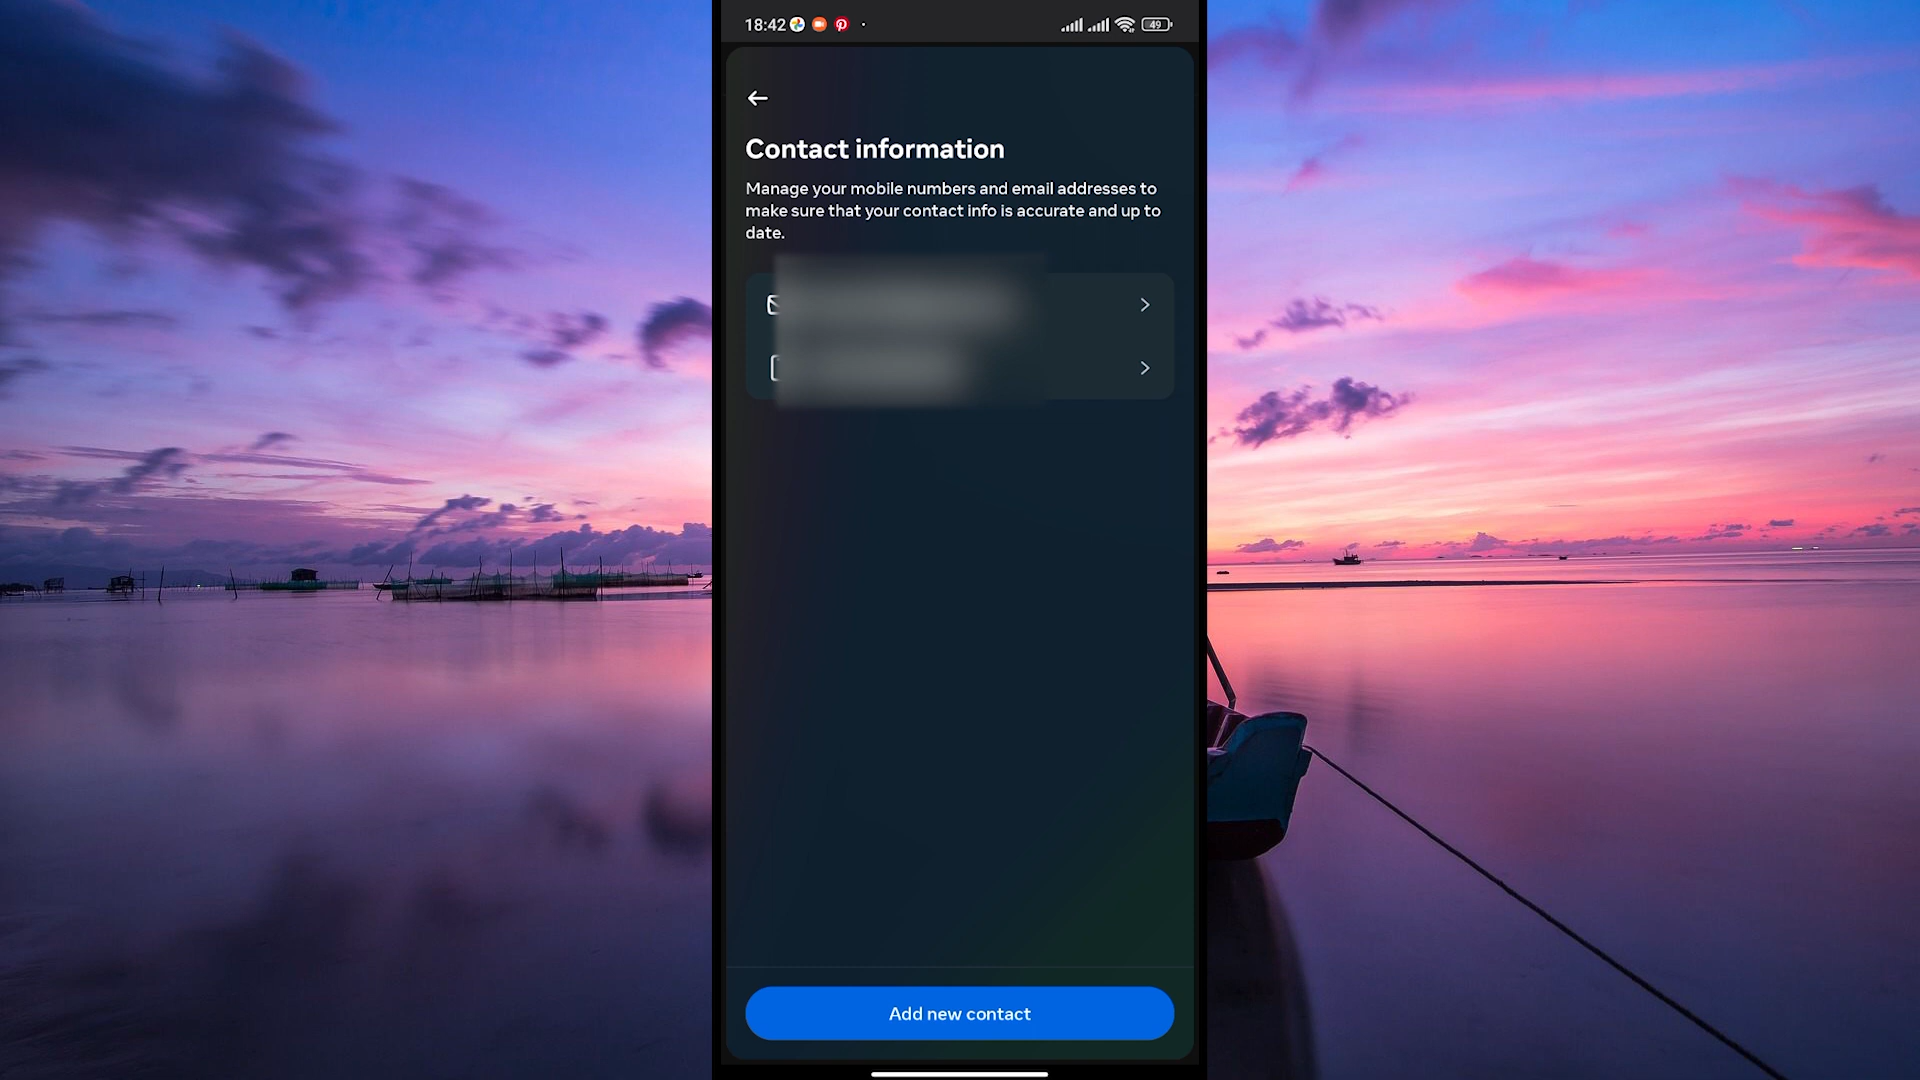 18:42
49
Contact information
Manage your mobile numbers and email addresses to
make sure that your contact info is accurate and up to
date.
Add new contact